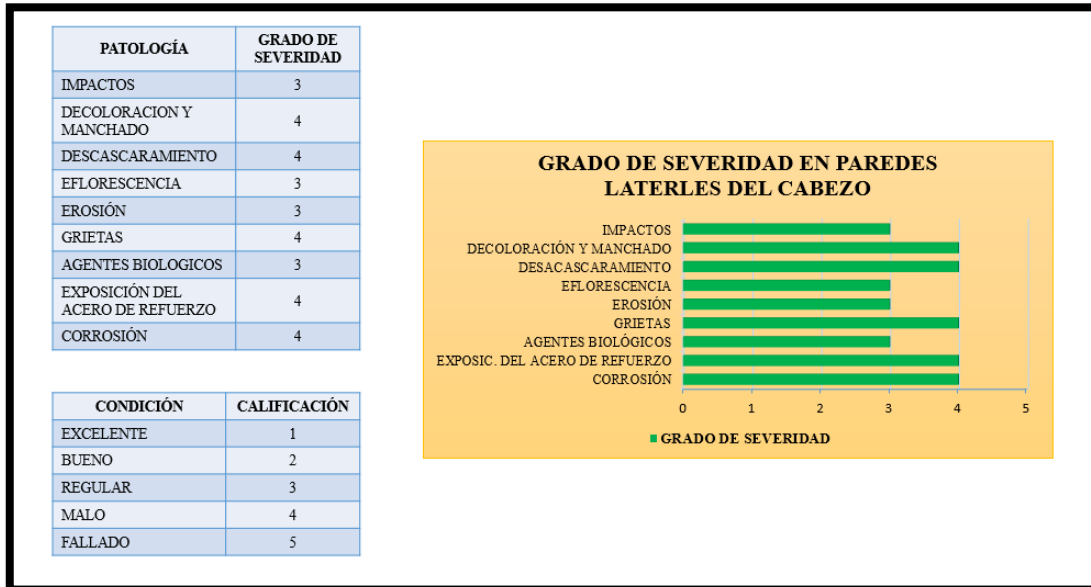 PATOLOGÍA
GRADO DE
SEVERIDAD
IMPACTOS 3
DECOLORACION Y
MANCHADO 4
DESCASCARAMIENTO 4
EFLORESCENCIA 3
EROSIÓN 3
GRIETAS 4
AGENTES BIOLOGICOS 3
EXPOSICIÓN DEL
ACERO DE REFUERZO 4
CORROSIÓN 4
CONDICIÓN CALIFICACIÓN
EXCELENTE 1
BUENO 2
REGULAR 3
MALO 4
FALLADO 5
GRADO DE SEVERIDAD EN PAREDES
LATERLES DEL CABEZO
IMPACTOS
DECOLORACIÓN Y MANCHADO
DESACASCARAMIENTO
EFLORESCENCIA
EROSIÓN
GRIETAS
AGENTES BIOLÓGICOS
EXPOSIC. DEL ACERO DE REFUERZO
CORROSIÓN
0 1 2 3 4 5
GRADO DE SEVERIDAD